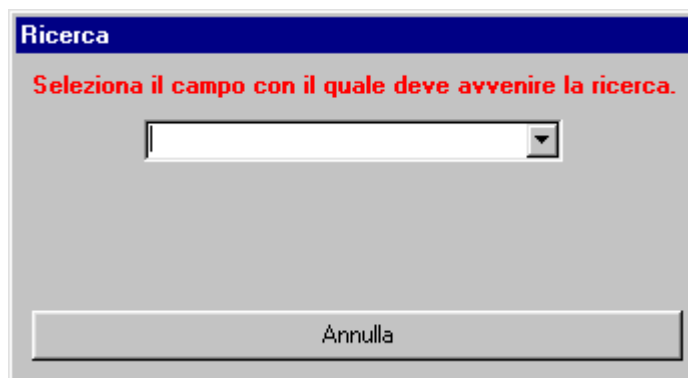 Ricerca
Seleziona il campo con il quale deve avvenire la ricerca.
Annulla